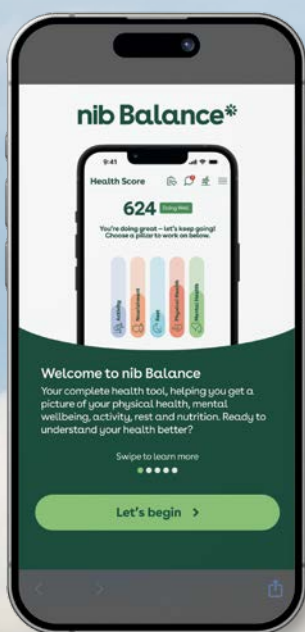 nib Balance*
9:41
Health Score
624 Doing Well
You're doing great – let's keep going!
Choose a pillar to work on below.
Activity
Nourishment
Rest
Physical Health
Mental Health
Welcome to nib Balance
Your complete health tool, helping you get a
picture of your physical health, mental
wellbeing, activity, rest and nutrition. Ready to
understand your health better?
Swipe to learn more
Let's begin >